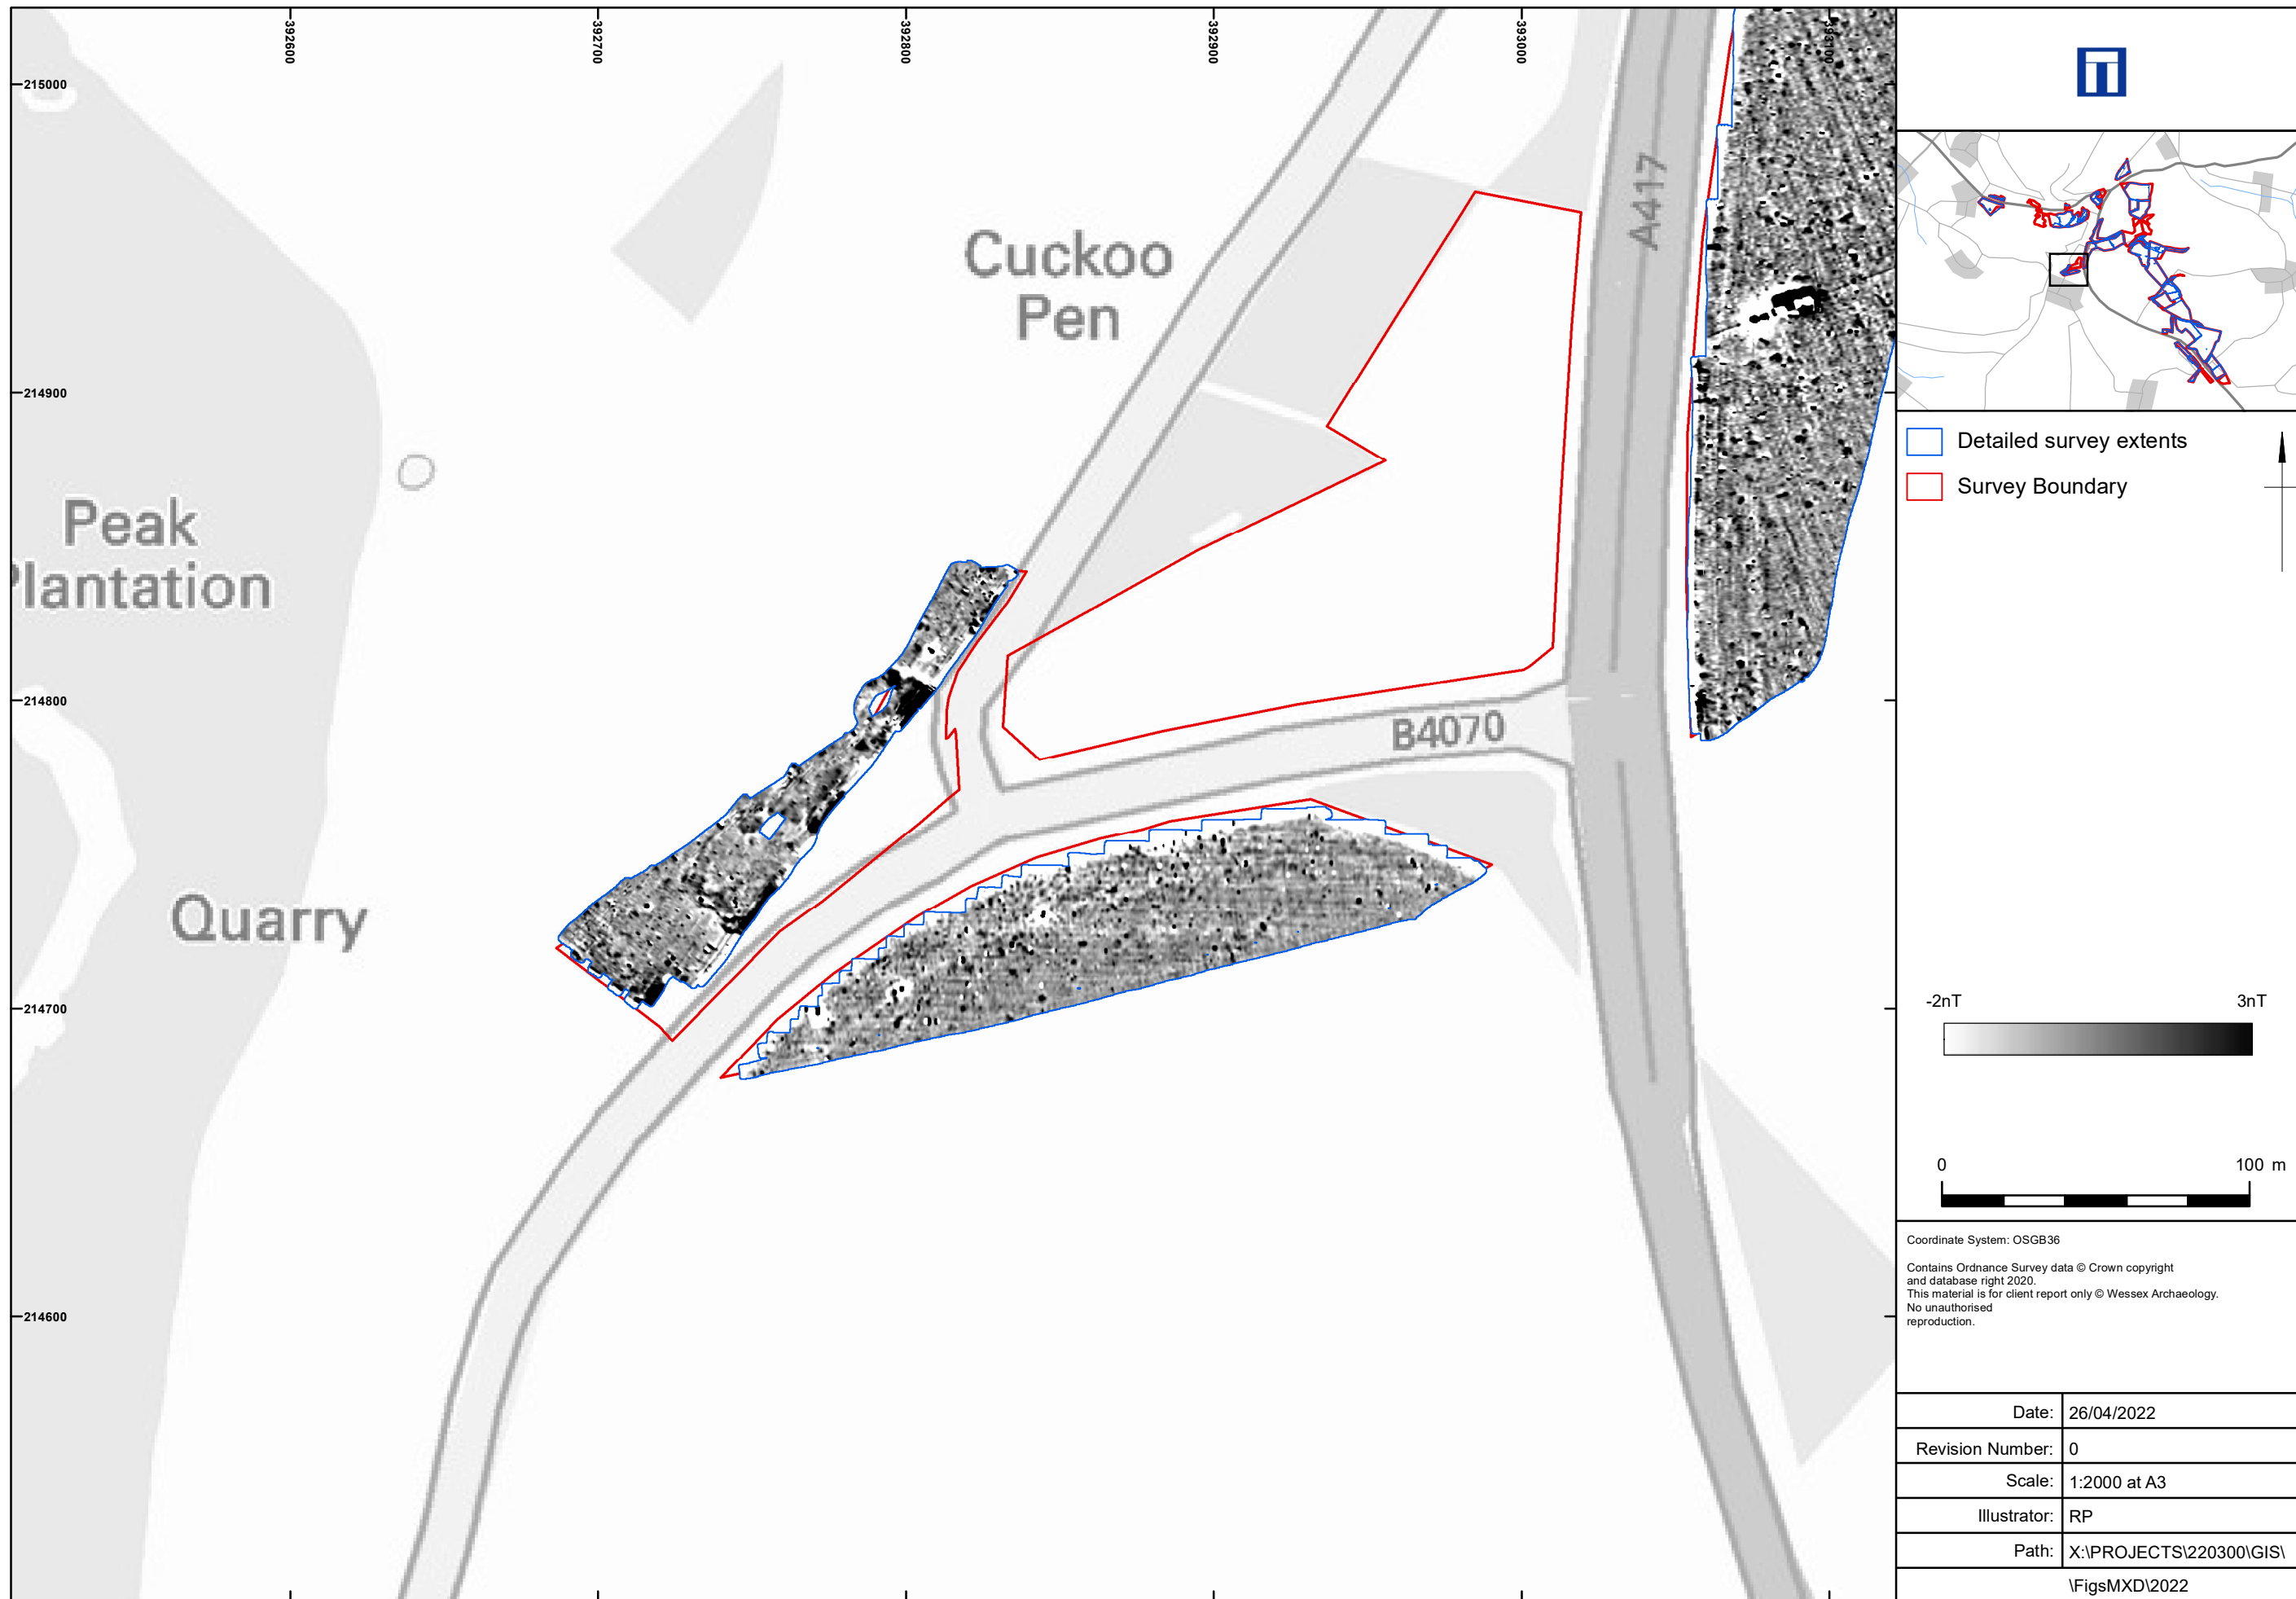 392600
392700
392800
392900
393000
393100
215000
214900
214800
214700
214600
Cuckoo
Pen
A417
Peak
Plantation
B4070
Quarry
Detailed survey extents
Survey Boundary
-2nT 3nT
0 100 m
Coordinate System: OSGB36
Contains Ordnance Survey data © Crown copyright
and database right 2020.
This material is for client report only © Wessex Archaeology.
No unauthorised
reproduction.
Date: 26/04/2022
Revision Number: 0
Scale: 1:2000 at A3
Illustrator: RP
Path: X:\PROJECTS\220300\GIS\
\FigsMXD\2022